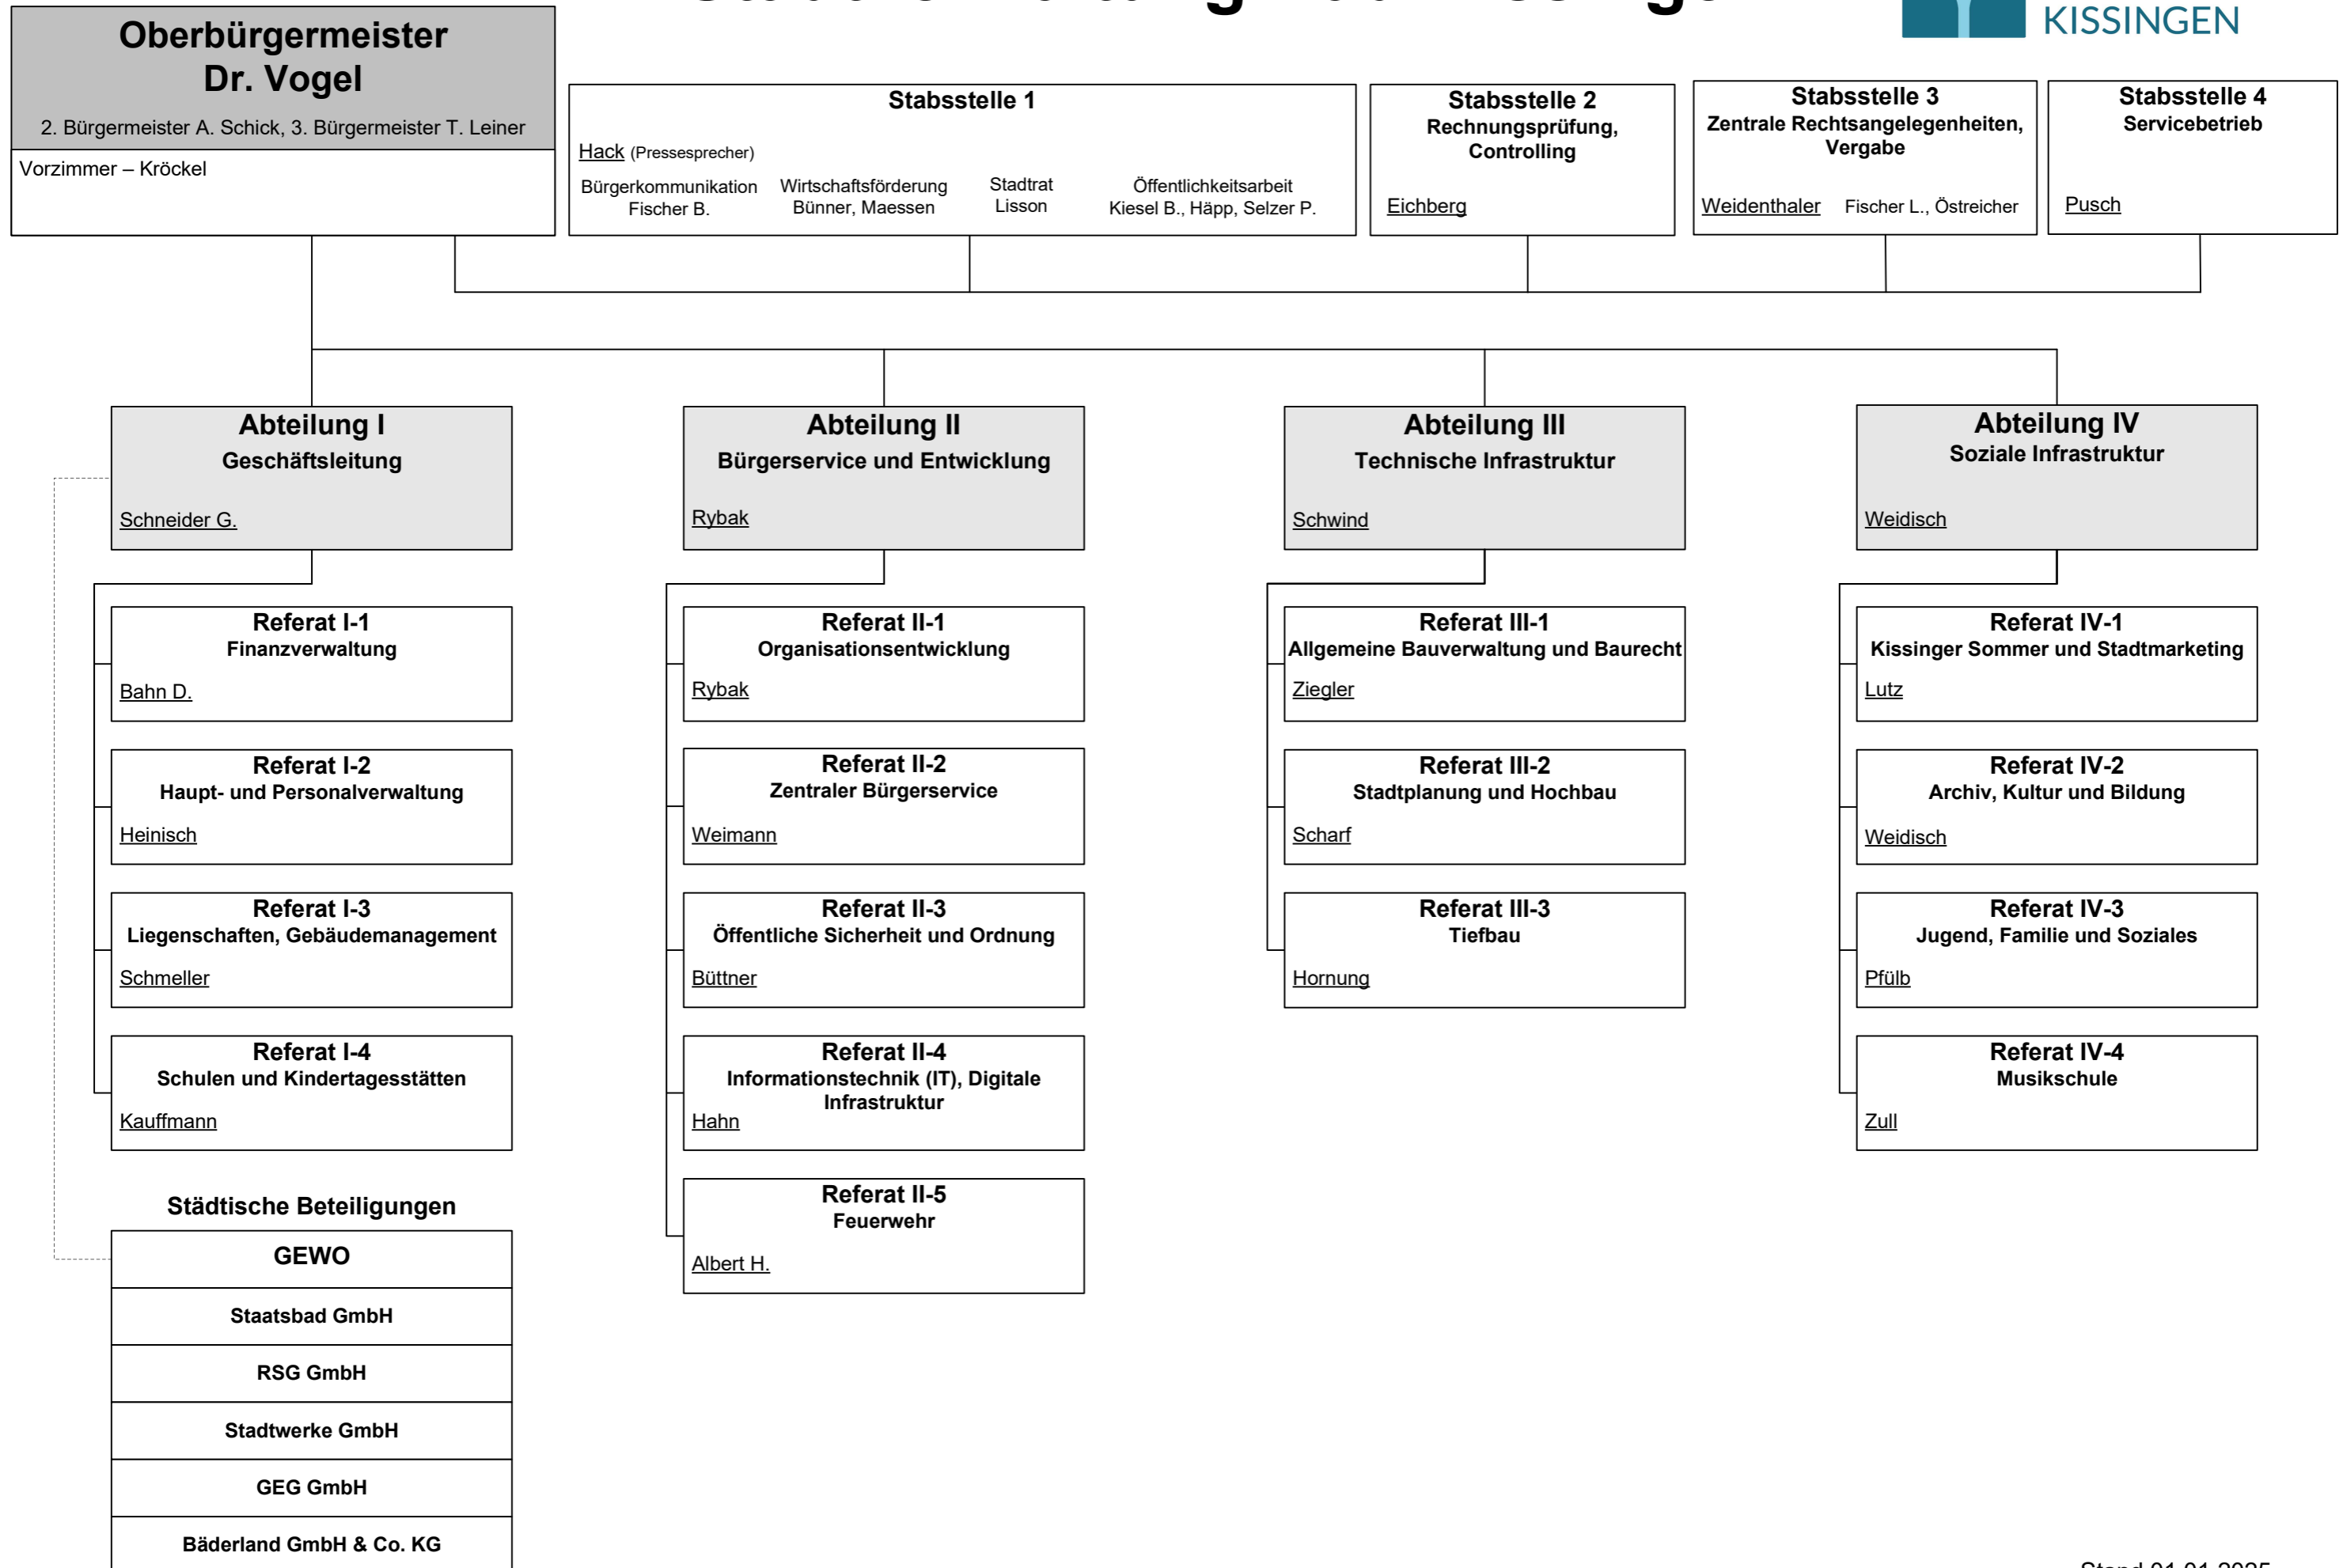 Oberbürgermeister
Dr. Vogel
2. Bürgermeister A. Schick, 3. Bürgermeister T. Leiner
Vorzimmer – Kröckel
KISSINGEN
Stabsstelle 1
Hack (Pressesprecher)
Bürgerkommunikation
Fischer B.
Wirtschaftsförderung
Bünner, Maessen
Stadtrat
Lisson
Öffentlichkeitsarbeit
Kiesel B., Häpp, Selzer P.
Stabsstelle 2
Rechnungsprüfung,
Controlling
Eichberg
Stabsstelle 3
Zentrale Rechtsangelegenheiten,
Vergabe
Weidenthaler Fischer L., Östreicher
Stabsstelle 4
Servicebetrieb
Pusch
Abteilung I
Geschäftsleitung
Schneider G.
Referat I-1
Finanzverwaltung
Bahn D.
Referat I-2
Haupt- und Personalverwaltung
Heinisch
Referat I-3
Liegenschaften, Gebäudemanagement
Schmeller
Referat I-4
Schulen und Kindertagesstätten
Kauffmann
Städtische Beteiligungen
GEWO
Staatsbad GmbH
RSG GmbH
Stadtwerke GmbH
GEG GmbH
Bäderland GmbH & Co. KG
Abteilung II
Bürgerservice und Entwicklung
Rybak
Referat II-1
Organisationsentwicklung
Rybak
Referat II-2
Zentraler Bürgerservice
Weimann
Referat II-3
Öffentliche Sicherheit und Ordnung
Büttner
Referat II-4
Informationstechnik (IT), Digitale
Infrastruktur
Hahn
Referat II-5
Feuerwehr
Albert H.
Abteilung III
Technische Infrastruktur
Schwind
Referat III-1
Allgemeine Bauverwaltung und Baurecht
Ziegler
Referat III-2
Stadtplanung und Hochbau
Scharf
Referat III-3
Tiefbau
Hornung
Abteilung IV
Soziale Infrastruktur
Weidisch
Referat IV-1
Kissinger Sommer und Stadtmarketing
Lutz
Referat IV-2
Archiv, Kultur und Bildung
Weidisch
Referat IV-3
Jugend, Familie und Soziales
Pfülb
Referat IV-4
Musikschule
Zull
Stand 01.01.2025